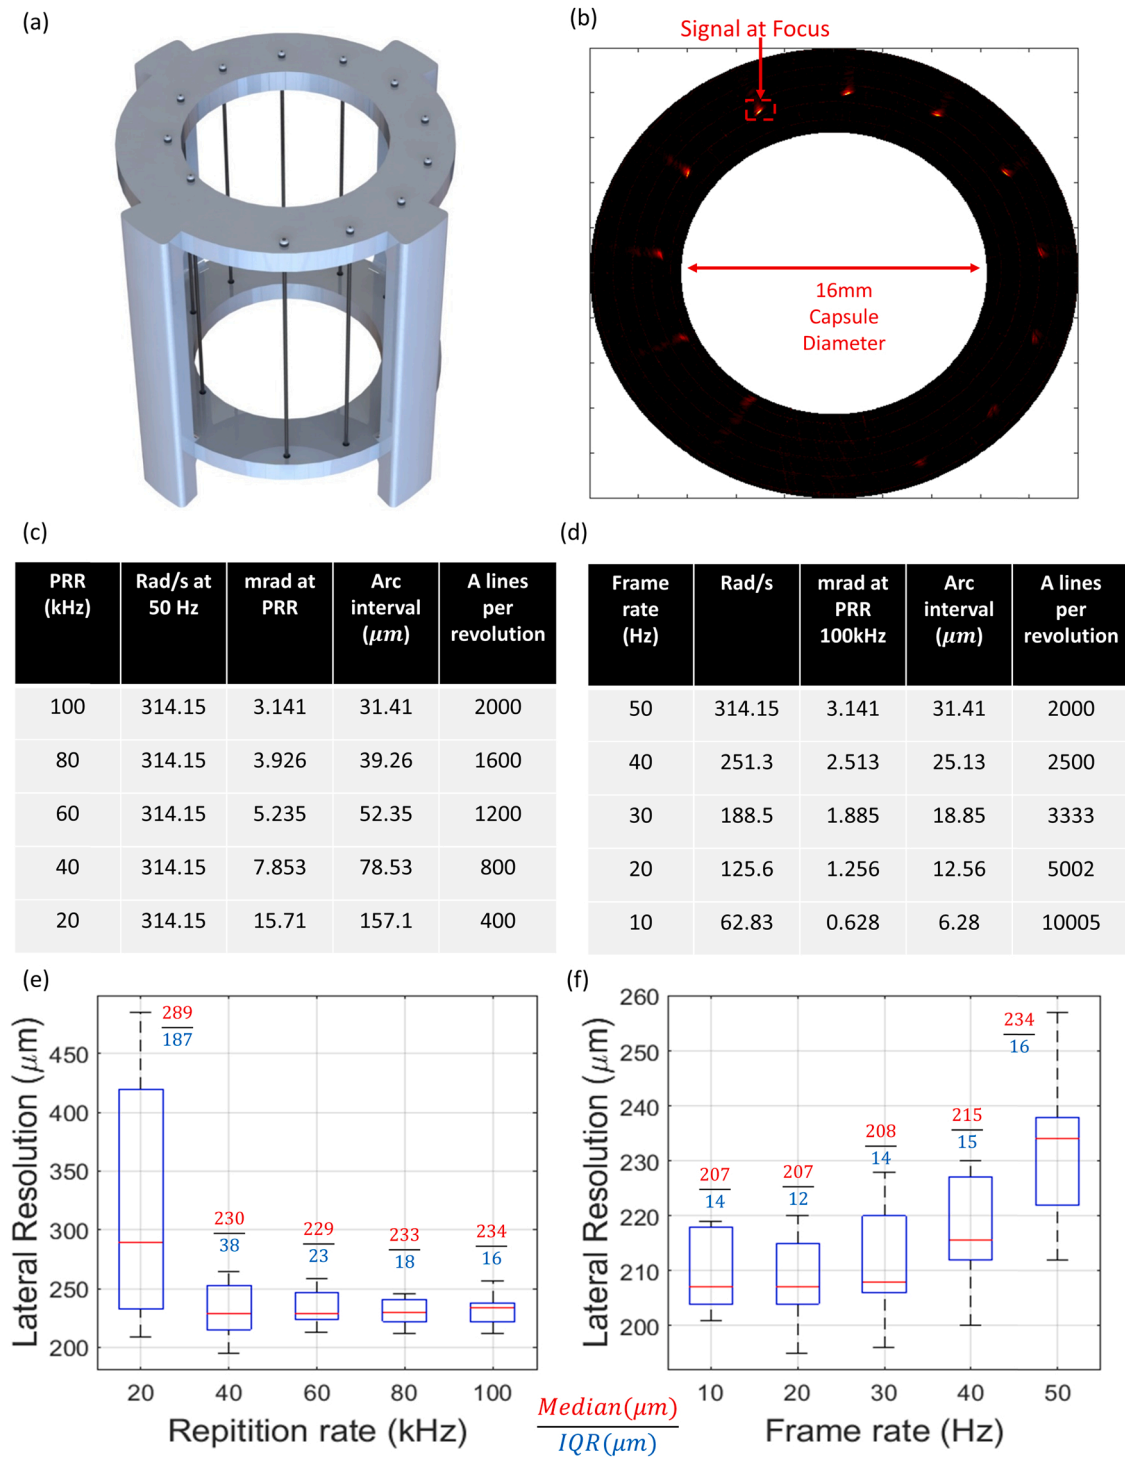 (a)
(b)
Signal at Focus
16mm
Capsule
Diameter
(c)
PRR (kHz) Rad/s at 50 Hz mrad at PRR Arc interval (μm) A lines per revolution
100 314.15 3.141 31.41 2000
80 314.15 3.926 39.26 1600
60 314.15 5.235 52.35 1200
40 314.15 7.853 78.53 800
20 314.15 15.71 157.1 400
(d)
Frame rate (Hz) Rad/s mrad at PRR 100kHz Arc interval (μm) A lines per revolution
50 314.15 3.141 31.41 2000
40 251.3 2.513 25.13 2500
30 188.5 1.885 18.85 3333
20 125.6 1.256 12.56 5002
10 62.83 0.628 6.28 10005
(e)
Lateral Resolution (μm)
450
400
350
300
250
200
289
187
230
38
229
23
233
18
234
16
20 40 60 80 100
Repitition rate (kHz)
(f)
Lateral Resolution (μm)
260
250
240
230
220
210
200
207
14
207
12
208
14
215
15
234
16
10 20 30 40 50
Frame rate (Hz)
Median(μm)
IQR(μm)